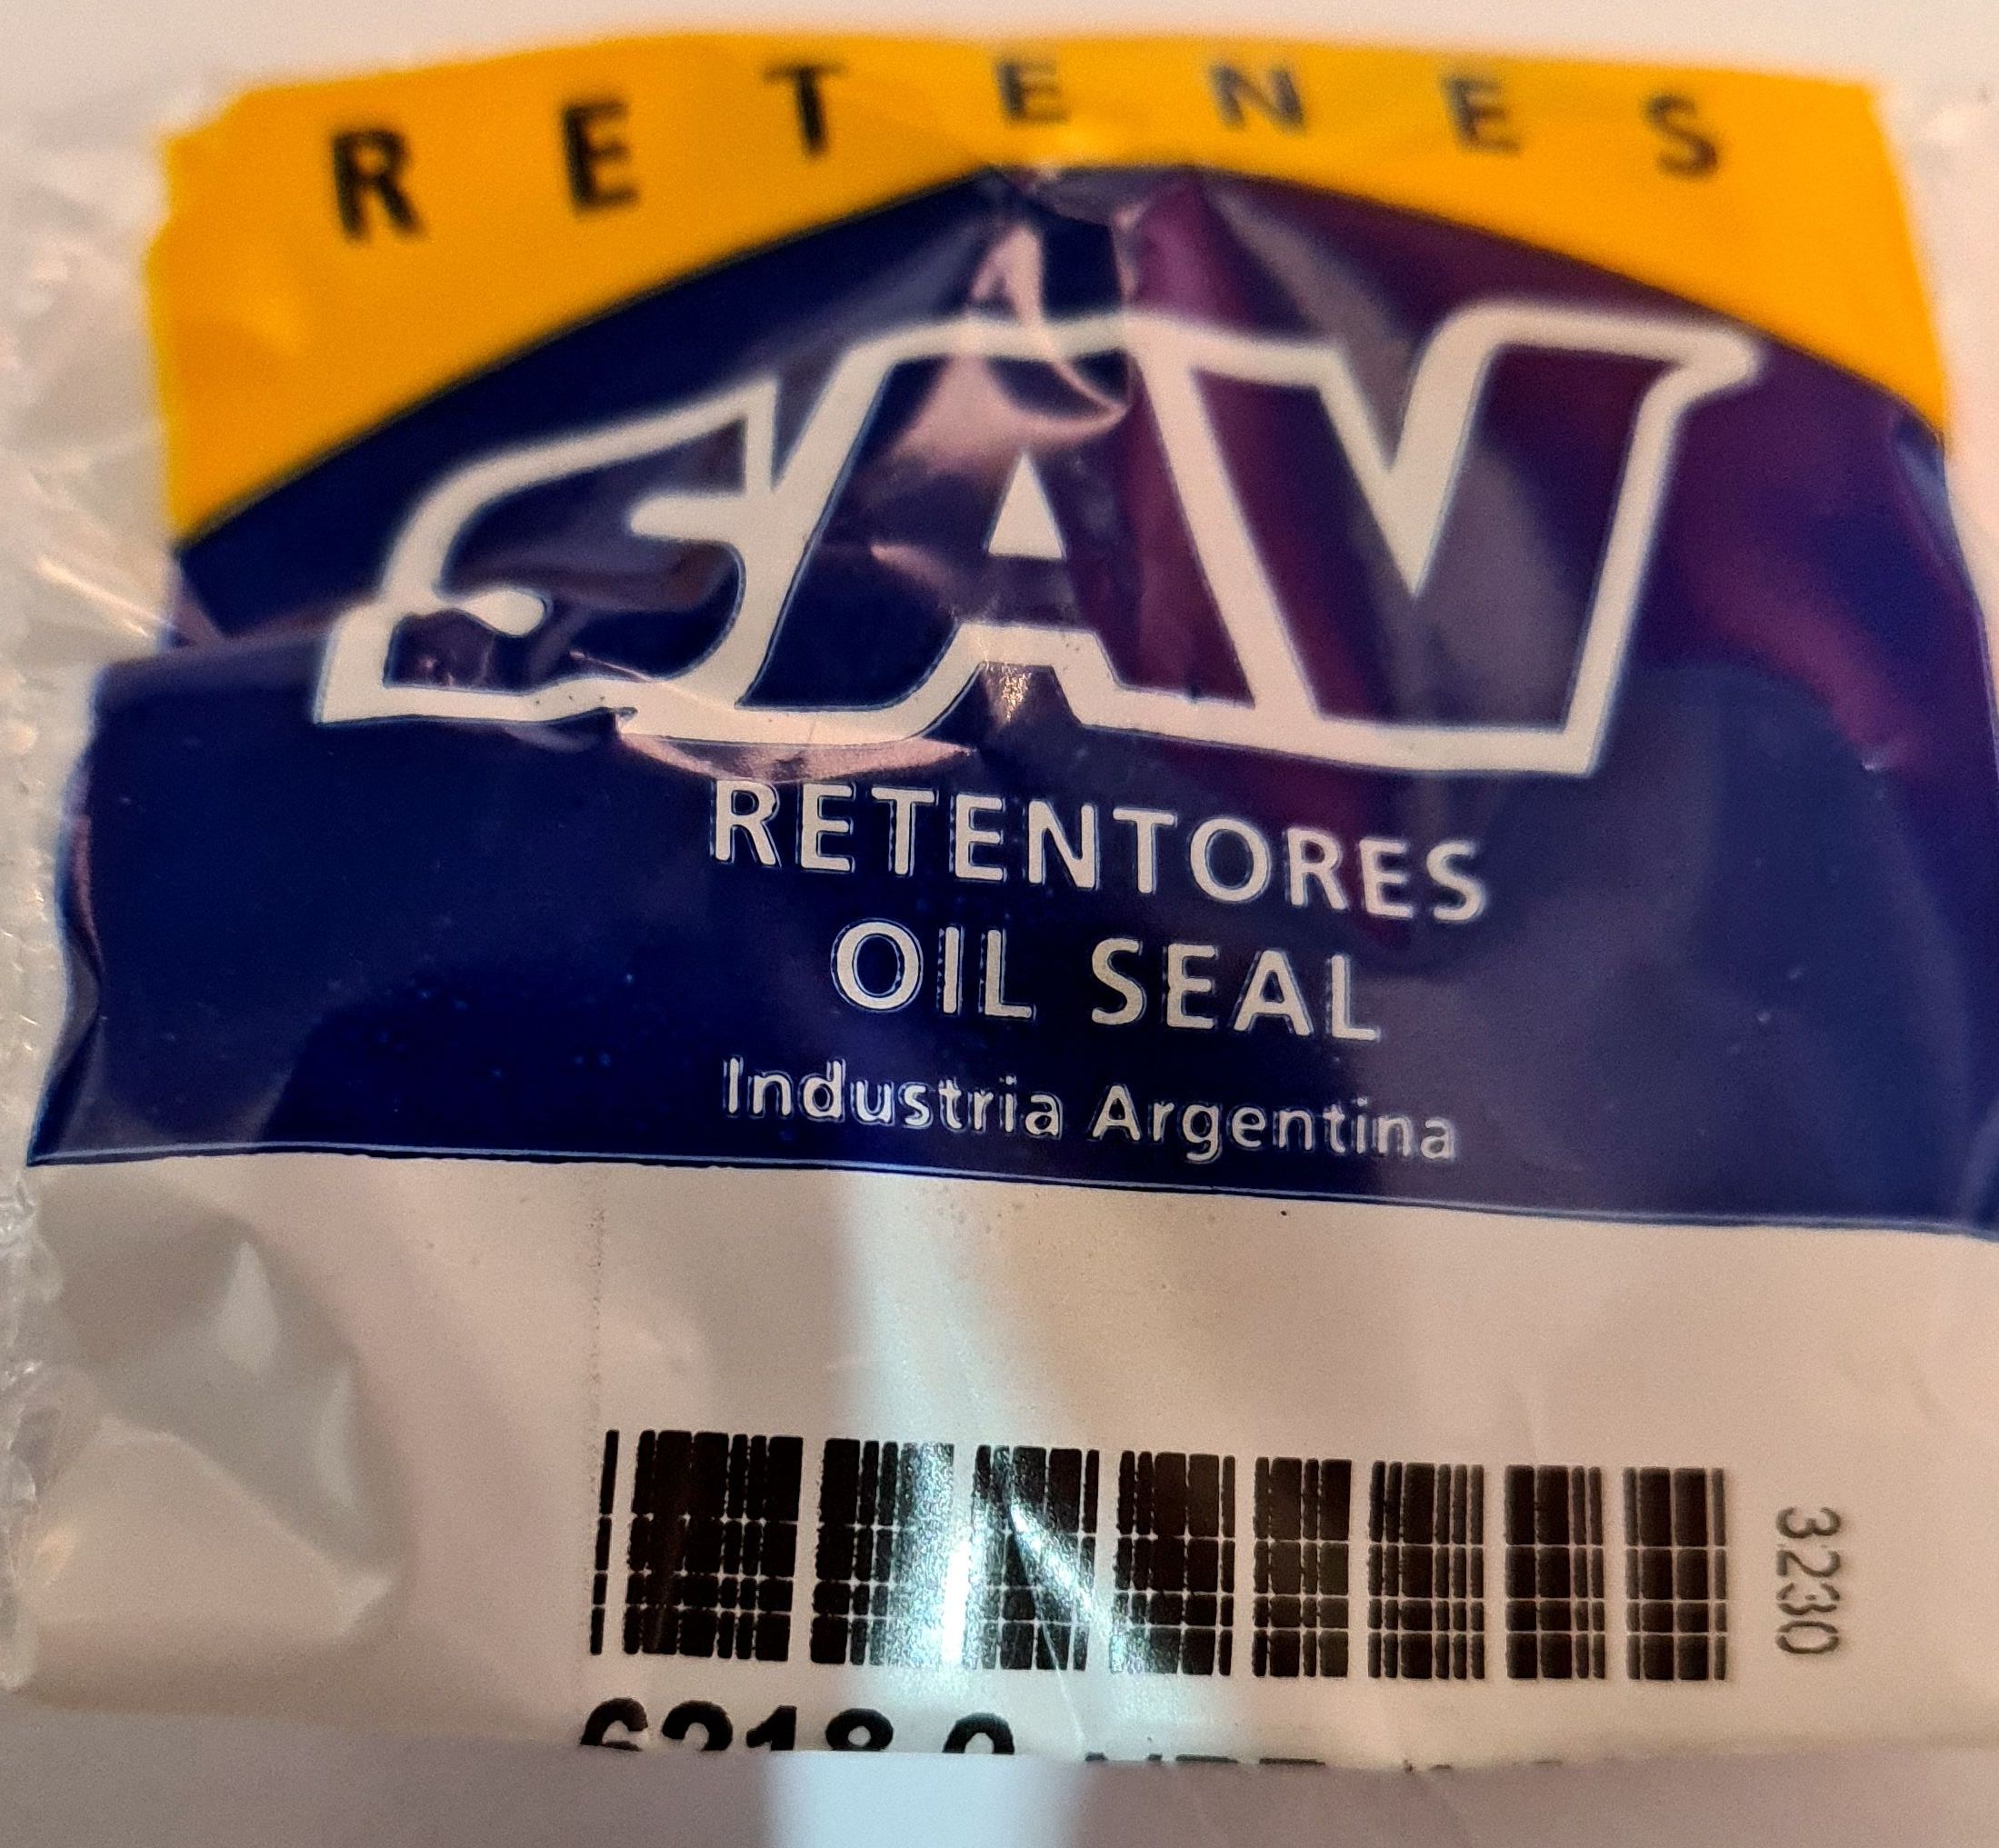 RETENES
SAV
RETENTORES
OIL SEAL
Industria Argentina
3230